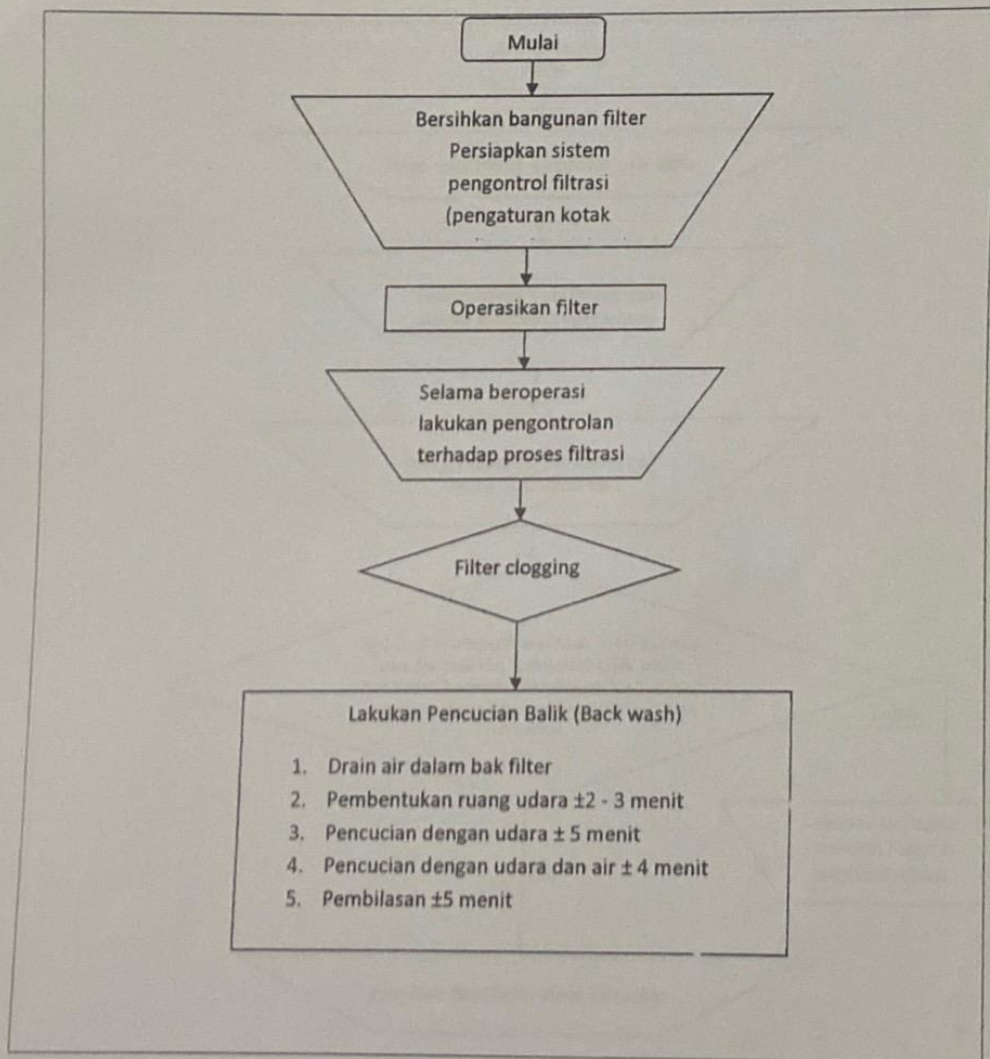 Mulai
Bersihkan bangunan filter
Persiapkan sistem
pengontrol filtrasi
(pengaturan kotak
Operasikan filter
Selama beroperasi
lakukan pengontrolan
terhadap proses filtrasi
Filter clogging
Lakukan Pencucian Balik (Back wash)
1. Drain air dalam bak filter
2. Pembentukan ruang udara ±2 - 3 menit
3. Pencucian dengan udara ± 5 menit
4. Pencucian dengan udara dan air ± 4 menit
5. Pembilasan ±5 menit